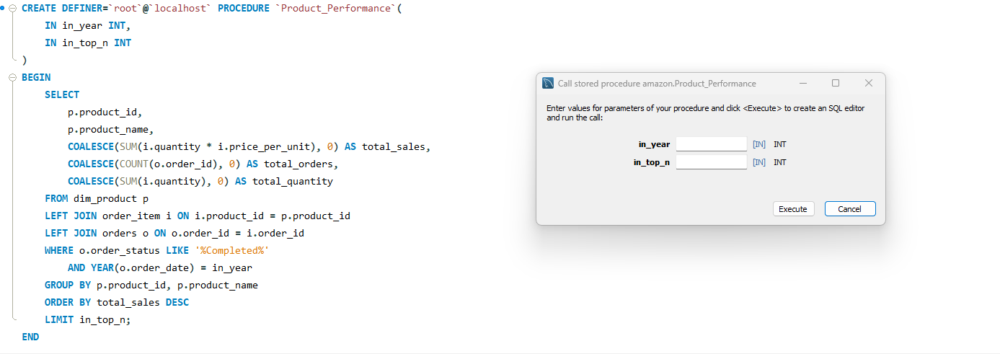 CREATE DEFINER=`root`@`localhost` PROCEDURE `Product_Performance`(
    IN in_year INT,
    IN in_top_n INT
)
BEGIN
    SELECT
        p.product_id,
        p.product_name,
        COALESCE(SUM(i.quantity * i.price_per_unit), 0) AS total_sales,
        COALESCE(COUNT(o.order_id), 0) AS total_orders,
        COALESCE(SUM(i.quantity), 0) AS total_quantity
    FROM dim_product p
    LEFT JOIN order_item i ON i.product_id = p.product_id
    LEFT JOIN orders o ON o.order_id = i.order_id
    WHERE o.order_status LIKE '%Completed%'
        AND YEAR(o.order_date) = in_year
    GROUP BY p.product_id, p.product_name
    ORDER BY total_sales DESC
    LIMIT in_top_n;
END
Call stored procedure amazon.Product_Performance
Enter values for parameters of your procedure and click <Execute> to create an SQL editor
and run the call:
in_year [IN] INT
in_top_n [IN] INT
Execute Cancel